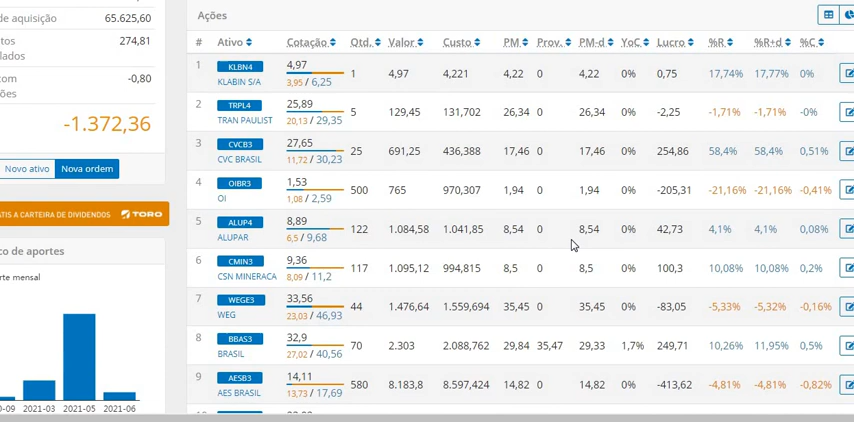 de aquisição 65.625,60
tos
lados 274,81
com
ções -0,80
-1.372,36
Novo ativo Nova ordem
ATIS A CARTEIRA DE DIVIDENDOS TORO
co de aportes
rte mensal
0-09 2021-03 2021-05 2021-06
Ações
# Ativo Cotação Qtd. Valor Custo PM Prov. PM-d YoC Lucro %R %R+d %C
1 KLBN4 4,97 1 4,97 4,221 4,22 0 4,22 0% 0,75 17,74% 17,77% 0%
KLABIN S/A 3,95 / 6,25
2 TRPL4 25,89 5 129,45 131,702 26,34 0 26,34 0% -2,25 -1,71% -1,71% -0%
TRAN PAULIST 20,13 / 29,35
3 CVCB3 27,65 25 691,25 436,388 17,46 0 17,46 0% 254,86 58,4% 58,4% 0,51%
CVC BRASIL 11,72 / 30,23
4 OIBR3 1,53 500 765 970,307 1,94 0 1,94 0% -205,31 -21,16% -21,16% -0,41%
OI 1,08 / 2,59
5 ALUP4 8,89 122 1.084,58 1.041,85 8,54 0 8,54 0% 42,73 4,1% 4,1% 0,08%
ALUPAR 6,5 / 9,68
6 CMIN3 9,36 117 1.095,12 994,815 8,5 0 8,5 0% 100,3 10,08% 10,08% 0,2%
CSN MINERACA 8,09 / 11,2
7 WEGE3 33,56 44 1.476,64 1.559,694 35,45 0 35,45 0% -83,05 -5,33% -5,32% -0,16%
WEG 23,03 / 46,93
8 BBAS3 32,9 70 2.303 2.088,762 29,84 35,47 29,33 1,7% 249,71 10,26% 11,95% 0,5%
BRASIL 27,02 / 40,56
9 AESB3 14,11 580 8.183,8 8.597,424 14,82 0 14,82 0% -413,62 -4,81% -4,81% -0,82%
AES BRASIL 13,73 / 17,69